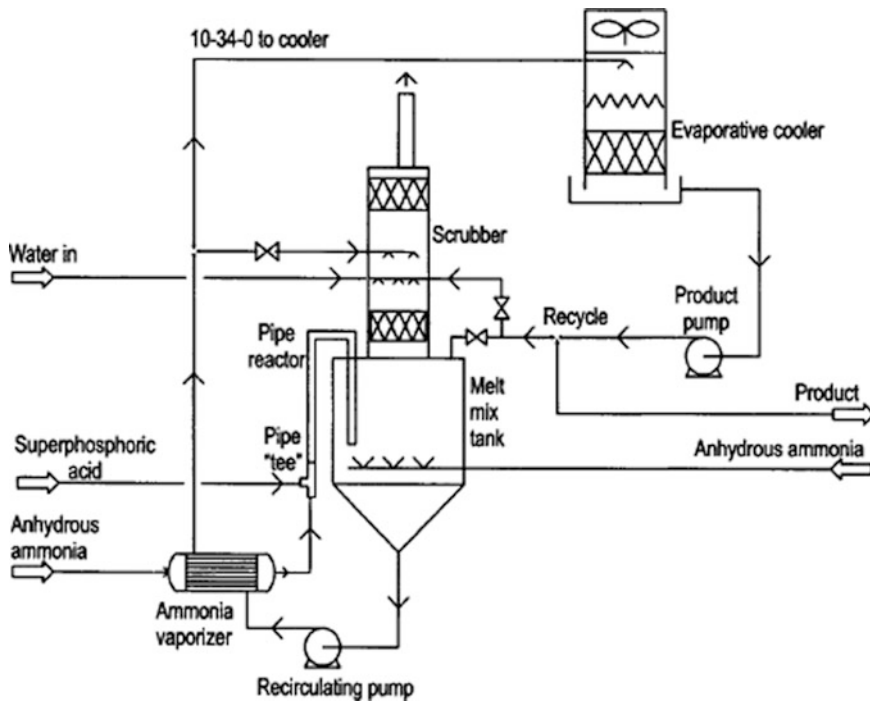 10-34-0 to cooler
Evaporative cooler
Scrubber
Water in
Pipe
reactor
Recycle
Product
pump
Melt
mix
tank
Product
Pipe
"tee"
Superphosphoric
acid
Anhydrous ammonia
Anhydrous
ammonia
Ammonia
vaporizer
Recirculating pump